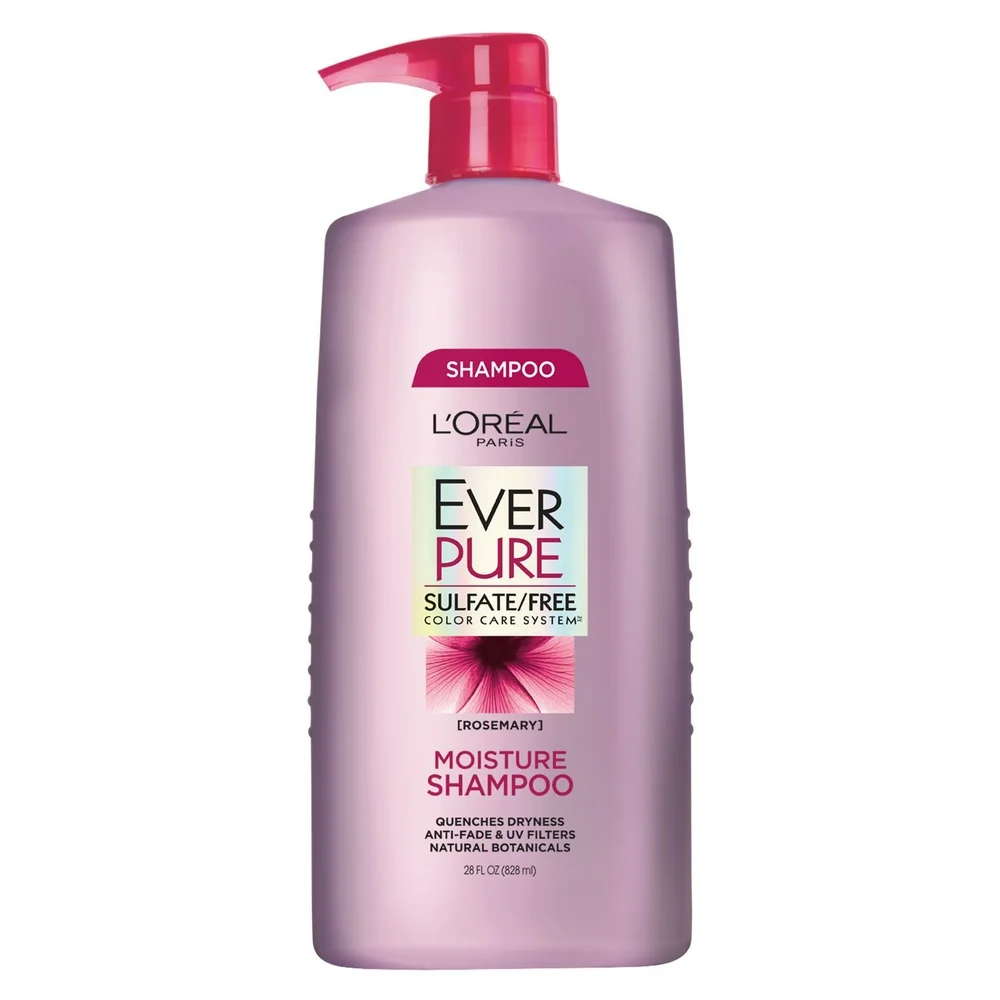 SHAMPOO
L'ORÉAL
PARiS
EVER
PURE
SULFATE/FREE
COLOR CARE SYSTEM
[ROSEMARY]
MOISTURE
SHAMPOO
QUENCHES DRYNESS
ANTI-FADE & UV FILTERS
NATURAL BOTANICALS
28 FL OZ (828 ml)